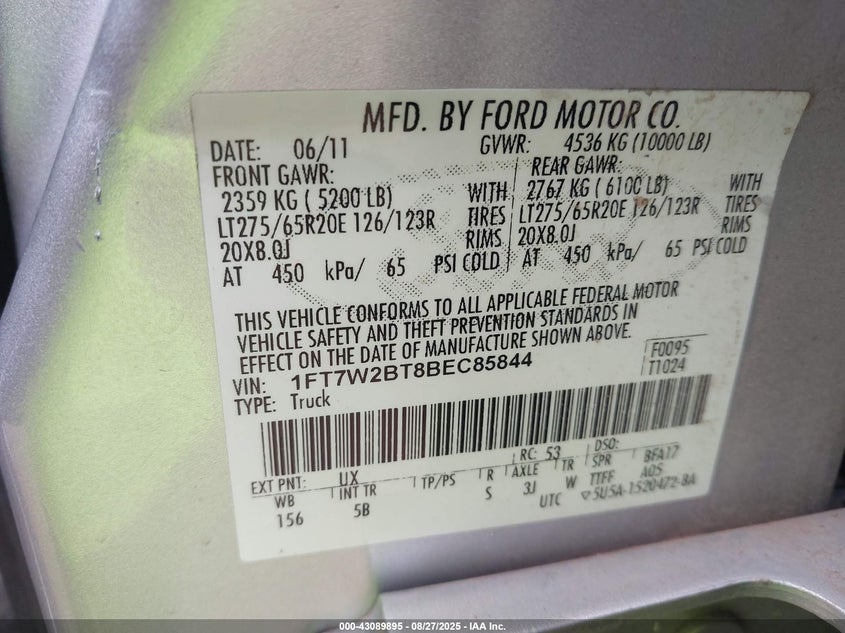 MFD. BY FORD MOTOR CO.
DATE: 06/11 GVWR: 4536 KG (10000 LB)
FRONT GAWR: REAR GAWR:
2359 KG ( 5200 LB) WITH 2767 KG ( 6100 LB) WITH
LT275/65R20E 126/123R TIRES LT275/65R20E 126/123R TIRES
20X8.0J RIMS 20X8.0J RIMS
AT 450 kPa/ 65 PSI COLD AT 450 kPa/ 65 PSI COLD
THIS VEHICLE CONFORMS TO ALL APPLICABLE FEDERAL MOTOR
VEHICLE SAFETY AND THEFT PREVENTION STANDARDS IN
EFFECT ON THE DATE OF MANUFACTURE SHOWN ABOVE.
VIN: 1FT7W2BT8BEC85844 F0095
TYPE: Truck T1024
EXT PNT: UX RC: 53 DSO:
WB INT TR TP/PS R AXLE TR SPR BFA17
156 5B S 3J W TTFF A05
UTC ▽5U5A-1520472-BA
000-43089895 - 08/27/2025 - IAA Inc.